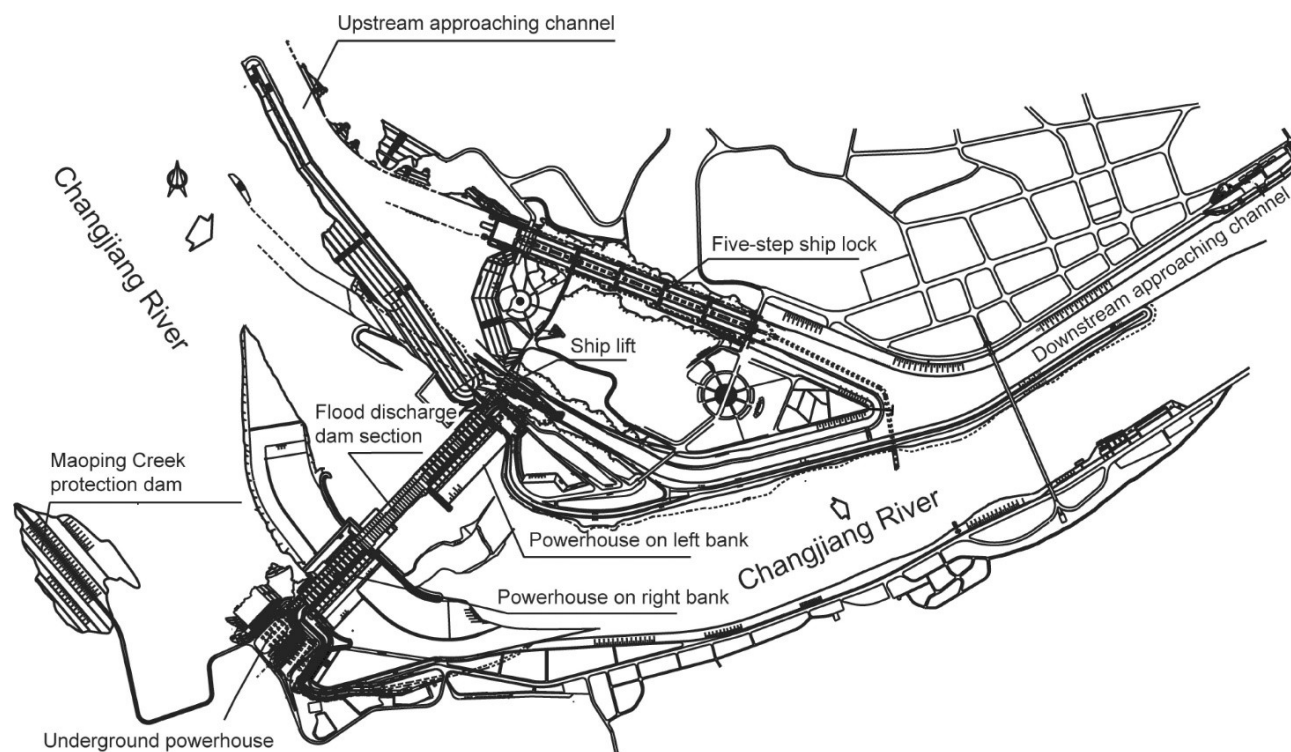 Upstream approaching channel
Changjiang River
Five-step ship lock
Downstream approaching channel
Ship lift
Flood discharge
dam section
Maoping Creek
protection dam
Changjiang River
Powerhouse on left bank
Powerhouse on right bank
Underground powerhouse